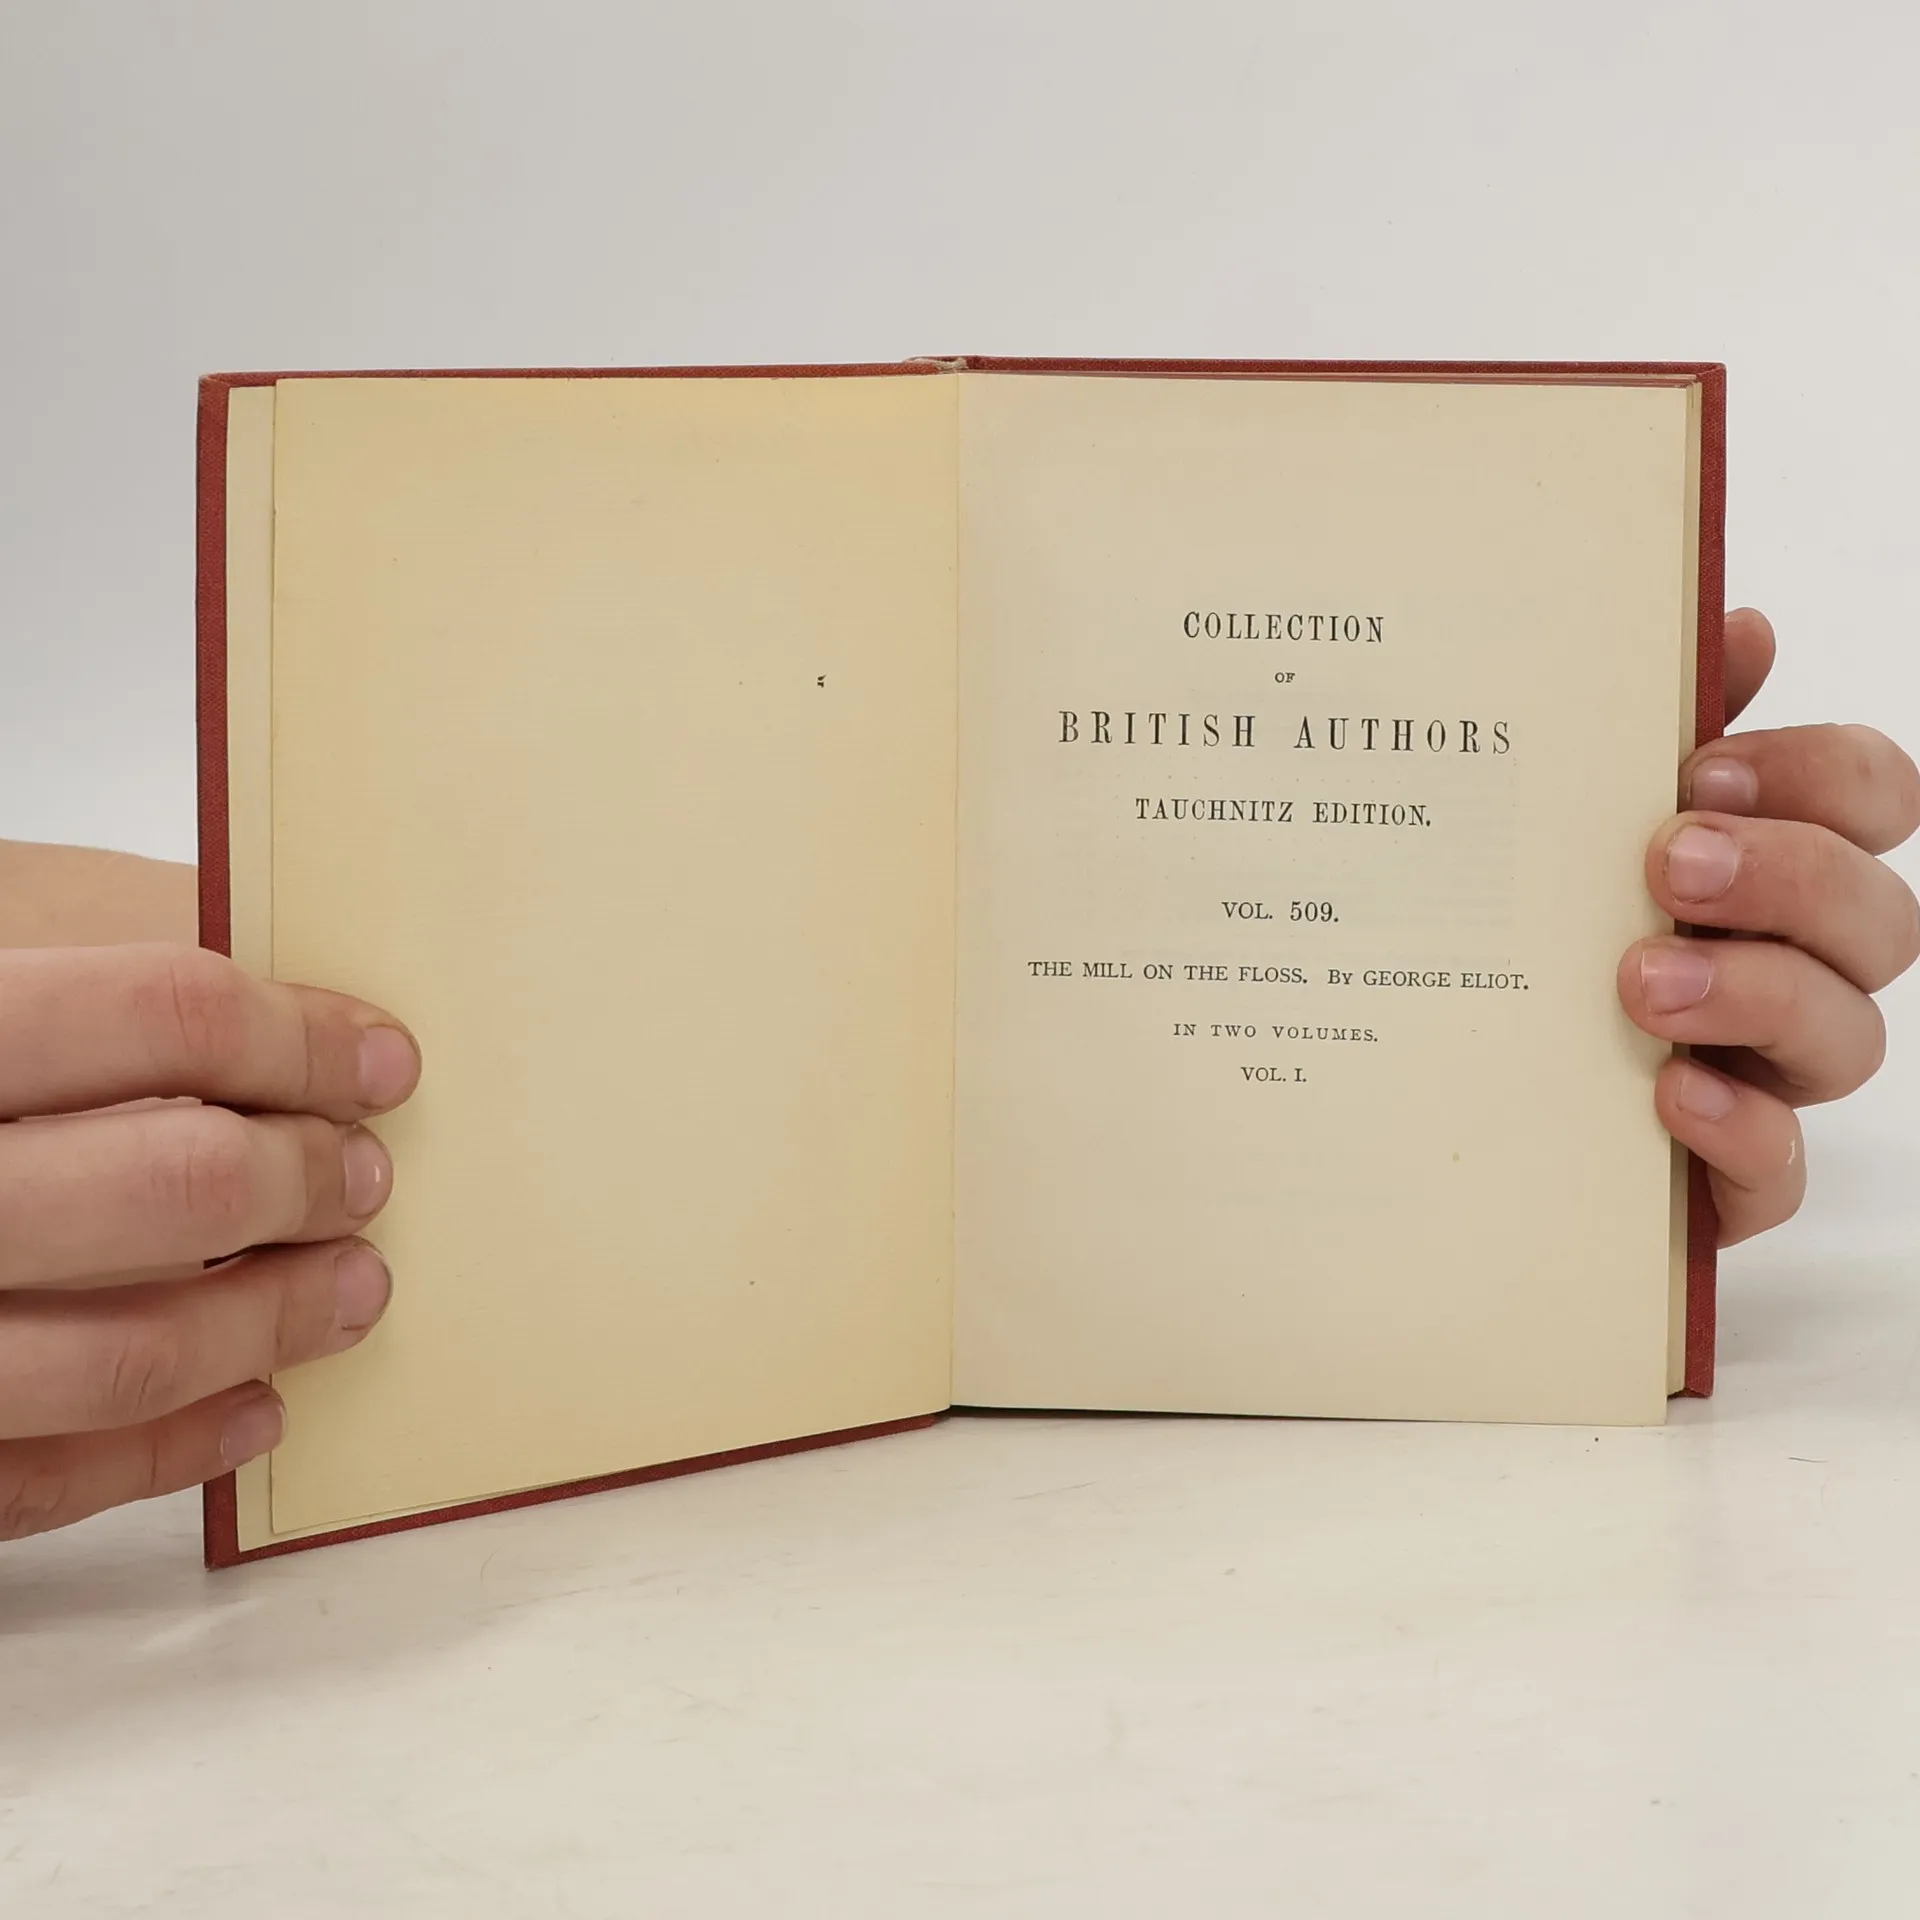 COLLECTION
OF
BRITISH AUTHORS
TAUCHNITZ EDITION.
VOL. 509.
THE MILL ON THE FLOSS. By GEORGE ELIOT.
IN TWO VOLUMES.
VOL. I.